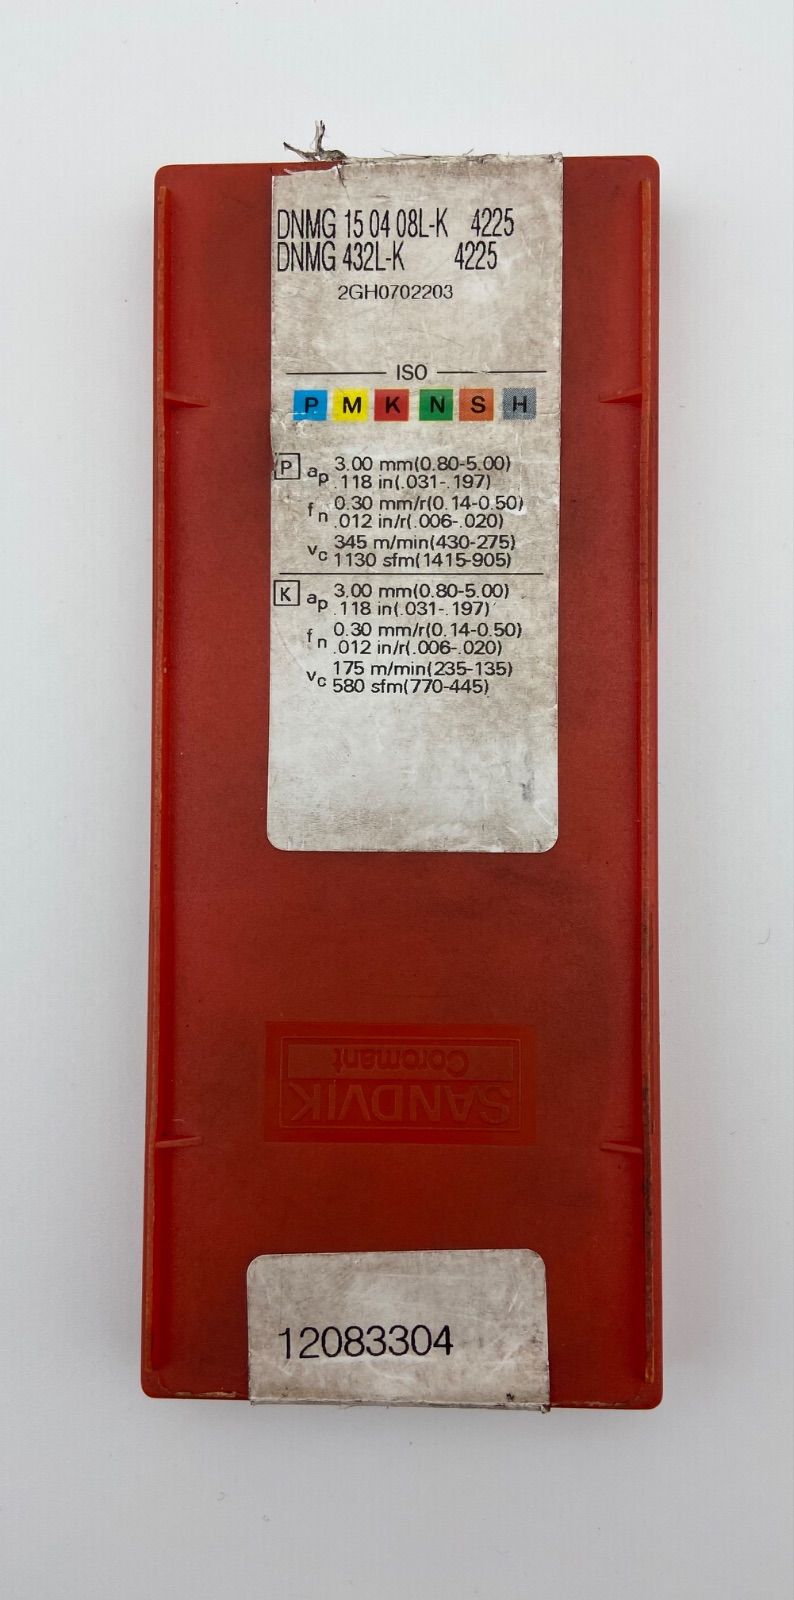 DNMG 15 04 08L-K 4225
DNMG 432L-K 4225
2GH0702203
ISO
P M K N S H
P ap 3.00 mm(0.80-5.00)
.118 in(.031-.197)
fn 0.30 mm/r(0.14-0.50)
.012 in/r(.006-.020)
vc 345 m/min(430-275)
1130 sfm(1415-905)
K ap 3.00 mm(0.80-5.00)
.118 in(.031-.197)
fn 0.30 mm/r(0.14-0.50)
.012 in/r(.006-.020)
vc 175 m/min(235-135)
580 sfm(770-445)
SANDVIK
Coromant
12083304